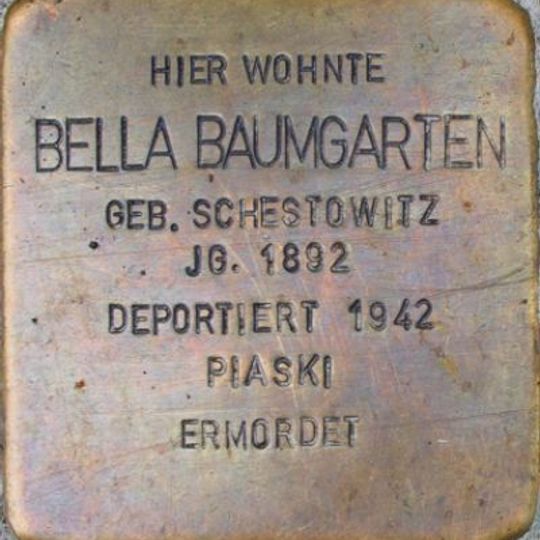 HIER WOHNTE
BELLA BAUMGARTEN
GEB. SCHESTOWITZ
JG. 1892
DEPORTIERT 1942
PIASKI
ERMORDET